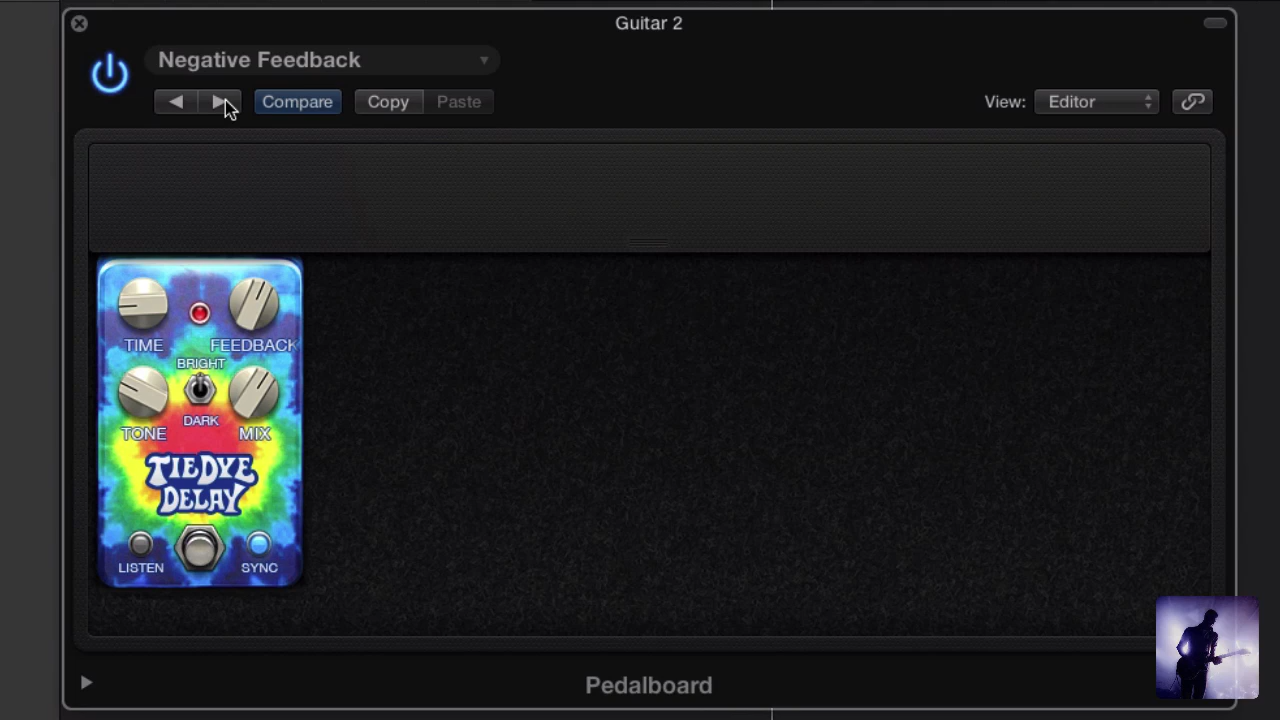 Guitar 2
Negative Feedback
Compare
Copy
Paste
View:
Editor
TIME
FEEDBACK
BRIGHT
DARK
TONE
MIX
TIEDYE
DELAY
LISTEN
SYNC
Pedalboard